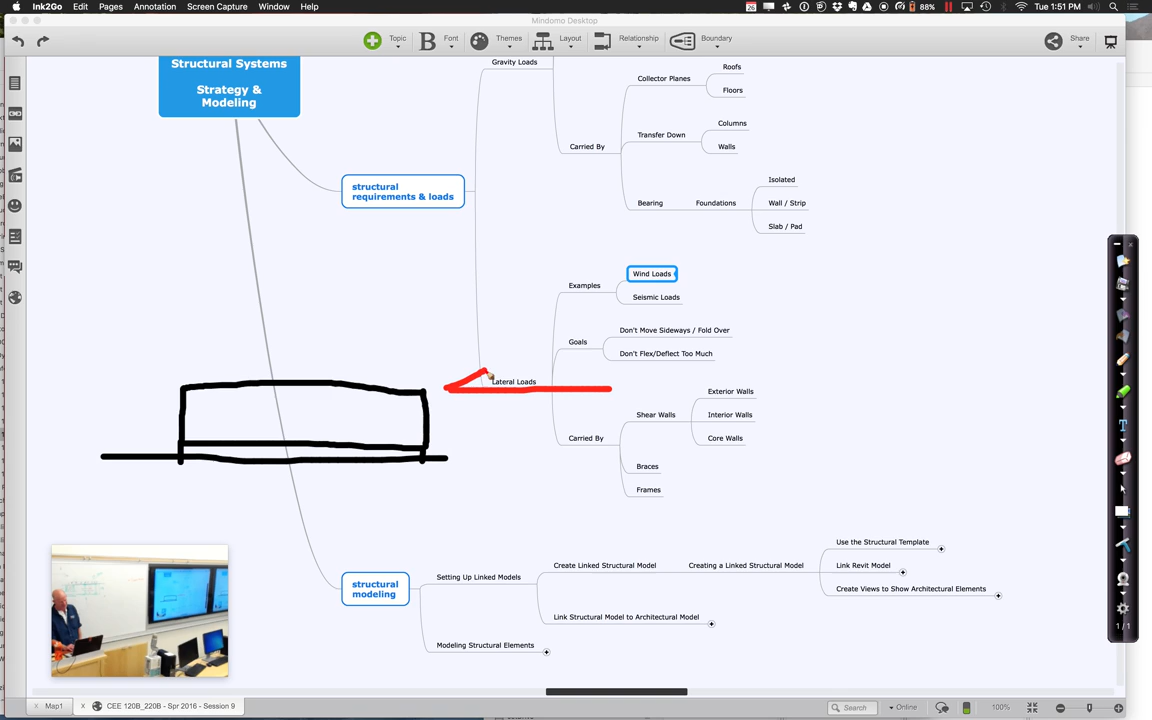 Ink2Go Edit Pages Annotation Screen Capture Window Help
26
88%
Tue 1:51 PM
Mindomo Desktop
Topic
B
Font
Themes
Layout
Relationship
Boundary
Share
Structural Systems
Strategy &
Modeling
structural
requirements & loads
Gravity Loads
Collector Planes
Roofs
Floors
Carried By
Transfer Down
Columns
Walls
Bearing
Foundations
Isolated
Wall / Strip
Slab / Pad
Lateral Loads
Examples
Wind Loads
Seismic Loads
Goals
Don't Move Sideways / Fold Over
Don't Flex/Deflect Too Much
Carried By
Shear Walls
Exterior Walls
Interior Walls
Core Walls
Braces
Frames
structural
modeling
Setting Up Linked Models
Create Linked Structural Model
Creating a Linked Structural Model
Use the Structural Template
Link Revit Model
Create Views to Show Architectural Elements
Link Structural Model to Architectural Model
Modeling Structural Elements
T
1 / 1
x Map1
x CEE 120B_220B - Spr 2016 - Session 9
Search
Online
100%